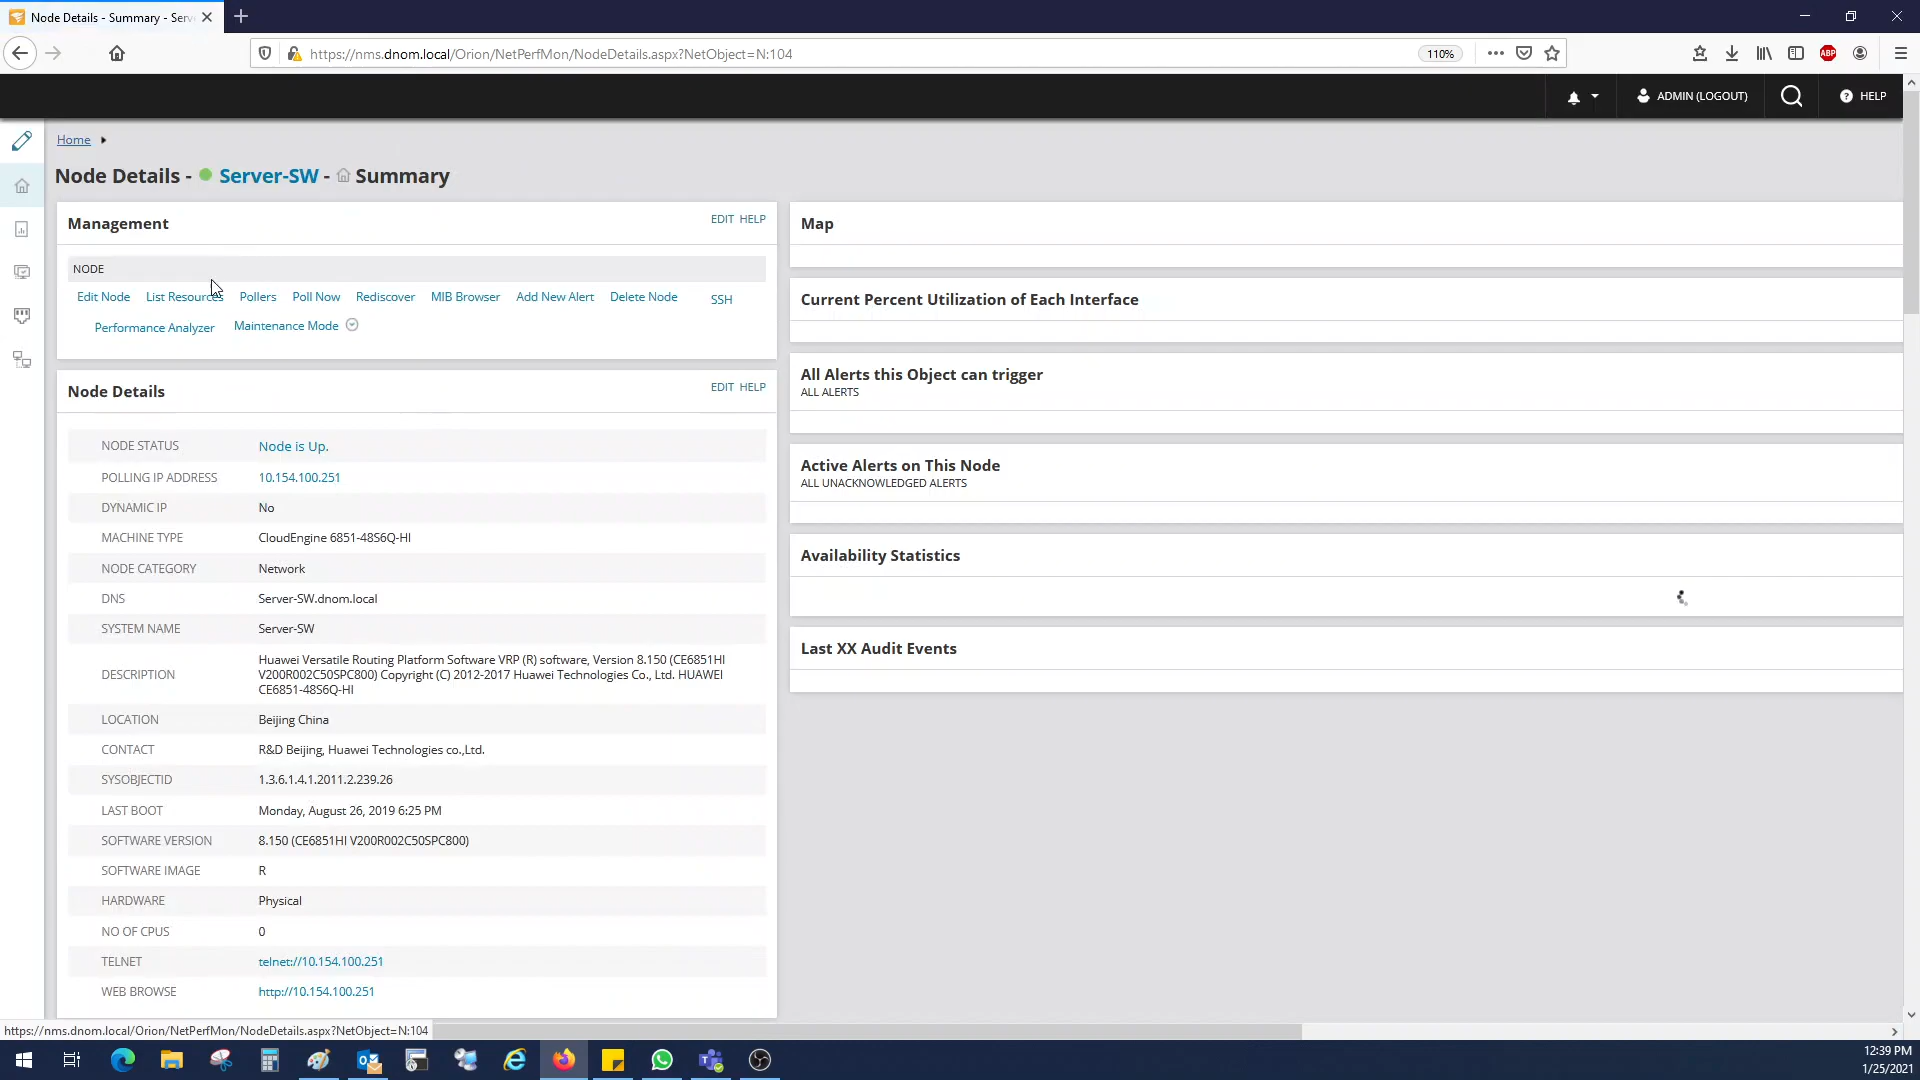 Node Details - Summary - Serv
https://nms.dnom.local/Orion/NetPerfMon/NodeDetails.aspx?NetObject=N:104
110%
ABP
ADMIN (LOGOUT)
HELP
Home
Node Details - Server-SW - Summary
Management
EDIT HELP
NODE
Edit Node List Resources Pollers Poll Now Rediscover MIB Browser Add New Alert Delete Node SSH
Performance Analyzer Maintenance Mode
Node Details
EDIT HELP
NODE STATUS Node is Up.
POLLING IP ADDRESS 10.154.100.251
DYNAMIC IP No
MACHINE TYPE CloudEngine 6851-48S6Q-HI
NODE CATEGORY Network
DNS Server-SW.dnom.local
SYSTEM NAME Server-SW
DESCRIPTION Huawei Versatile Routing Platform Software VRP (R) software, Version 8.150 (CE6851HI
V200R002C50SPC800) Copyright (C) 2012-2017 Huawei Technologies Co., Ltd. HUAWEI
CE6851-48S6Q-HI
LOCATION Beijing China
CONTACT R&D Beijing, Huawei Technologies co.,Ltd.
SYSOBJECTID 1.3.6.1.4.1.2011.2.239.26
LAST BOOT Monday, August 26, 2019 6:25 PM
SOFTWARE VERSION 8.150 (CE6851HI V200R002C50SPC800)
SOFTWARE IMAGE R
HARDWARE Physical
NO OF CPUS 0
TELNET telnet://10.154.100.251
WEB BROWSE http://10.154.100.251
Map
Current Percent Utilization of Each Interface
All Alerts this Object can trigger
ALL ALERTS
Active Alerts on This Node
ALL UNACKNOWLEDGED ALERTS
Availability Statistics
Last XX Audit Events
https://nms.dnom.local/Orion/NetPerfMon/NodeDetails.aspx?NetObject=N:104
12:39 PM
1/25/2021